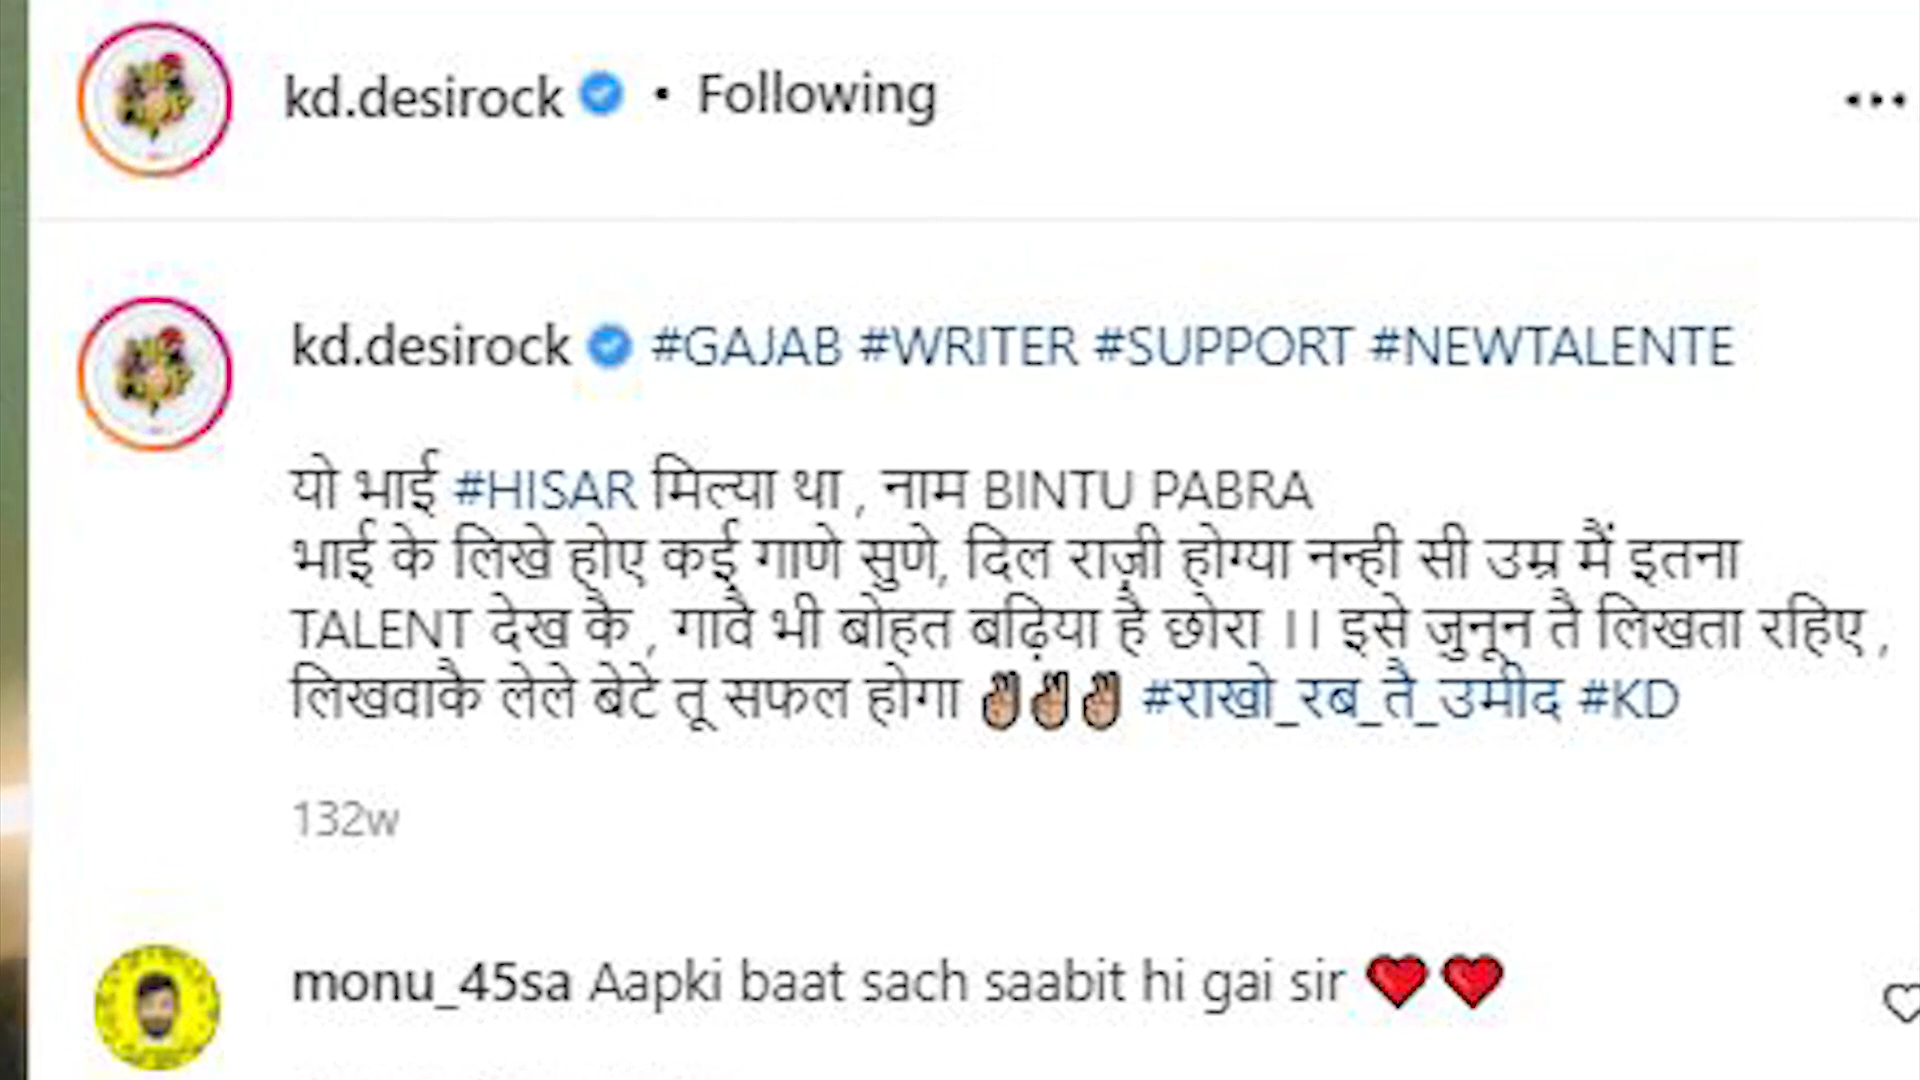 kd.desirock • Following
kd.desirock #GAJAB #WRITER #SUPPORT #NEWTALENTE
यो भाई #HISAR मिल्या था , नाम BINTU PABRA
भाई के लिखे होए कई गाणे सुणे, दिल राज़ी होग्या नन्ही सी उम्र मैं इतना
TALENT देख कै , गावै भी बोहत बढ़िया है छोरा ।। इसे जुनून तै लिखता रहिए ,
लिखवाकै लेले बेटे तू सफल होगा ✌🏽✌🏽✌🏽 #राखो_रब_तै_उमीद #KD
132w
monu_45sa Aapki baat sach saabit hi gai sir ❤️❤️